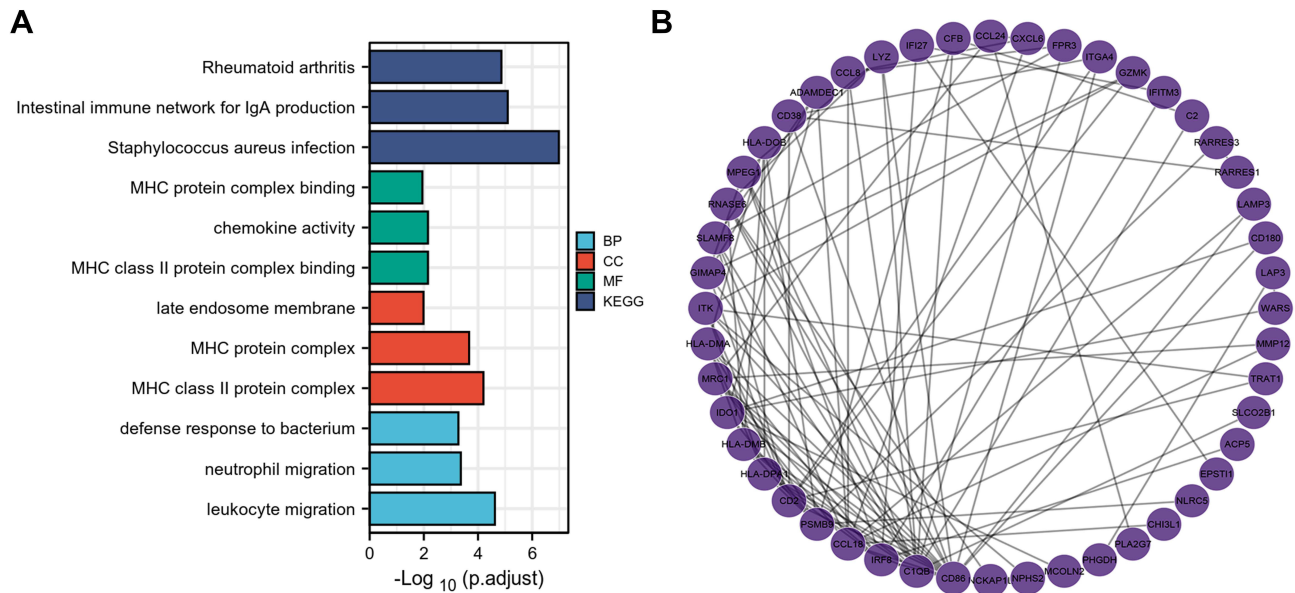 A
Rheumatoid arthritis
Intestinal immune network for IgA production
Staphylococcus aureus infection
MHC protein complex binding
chemokine activity
MHC class II protein complex binding
late endosome membrane
MHC protein complex
MHC class II protein complex
defense response to bacterium
neutrophil migration
leukocyte migration
0 2 4 6
-Log 10 (p.adjust)
BP
CC
MF
KEGG
B
CCL24
CXCL6
FPR3
ITGA4
GZMK
IFITM3
C2
RARRES3
RARRES1
LAMP3
CD180
LAP3
WARS
MMP12
TRAT1
SLCO2B1
ACP5
EPSTI1
NLRC5
CHI3L1
PLA2G7
PHGDH
MCOLN2
NPHS2
NCKAP1L
CD86
C1QB
IRF8
CCL18
PSMB9
CD2
HLA-DPA1
HLA-DMB
IDO1
MRC1
HLA-DMA
ITK
GIMAP4
SLAMF8
RNASE6
MPEG1
HLA-DOB
CD38
ADAMDEC1
CCL8
LYZ
IFI27
CFB